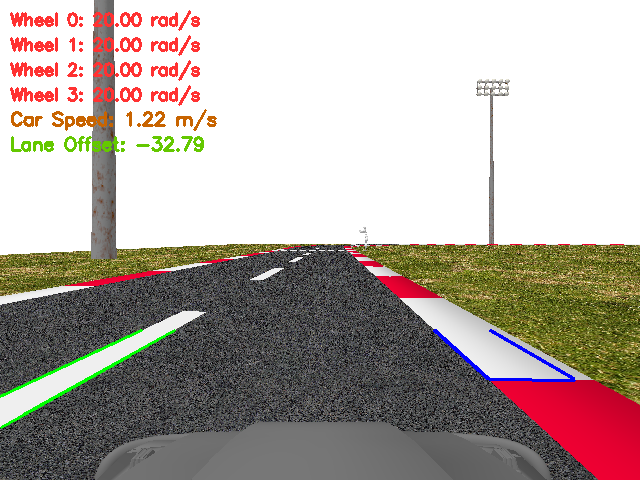 Wheel 0: 20.00 rad/s
Wheel 1: 20.00 rad/s
Wheel 2: 20.00 rad/s
Wheel 3: 20.00 rad/s
Car Speed: 1.22 m/s
Lane Offset: -32.79